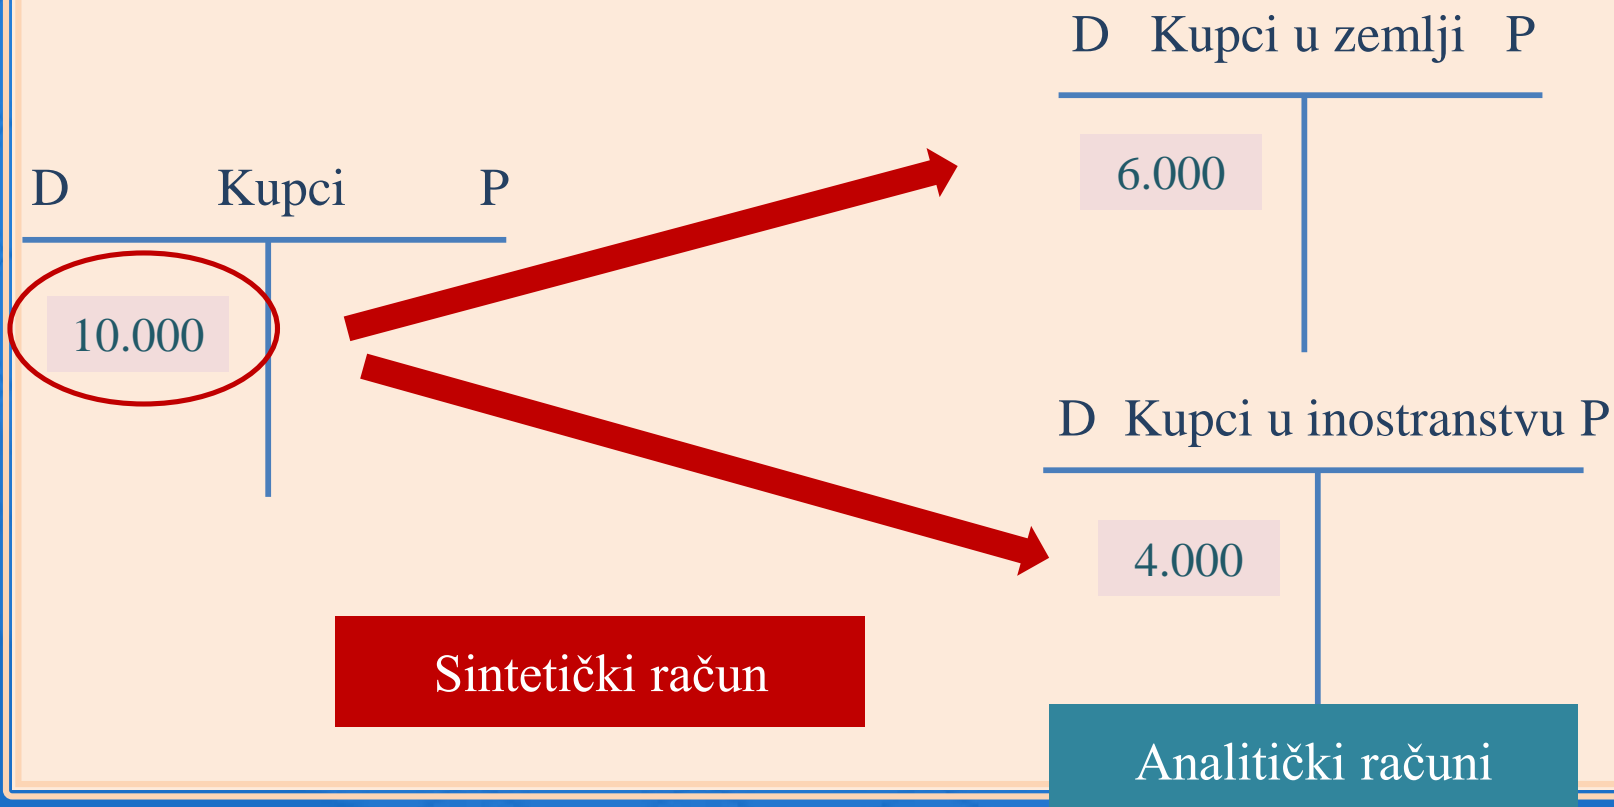 D Kupci P
10.000
D Kupci u zemlji P
6.000
D Kupci u inostranstvu P
4.000
Sintetički račun
Analitički računi